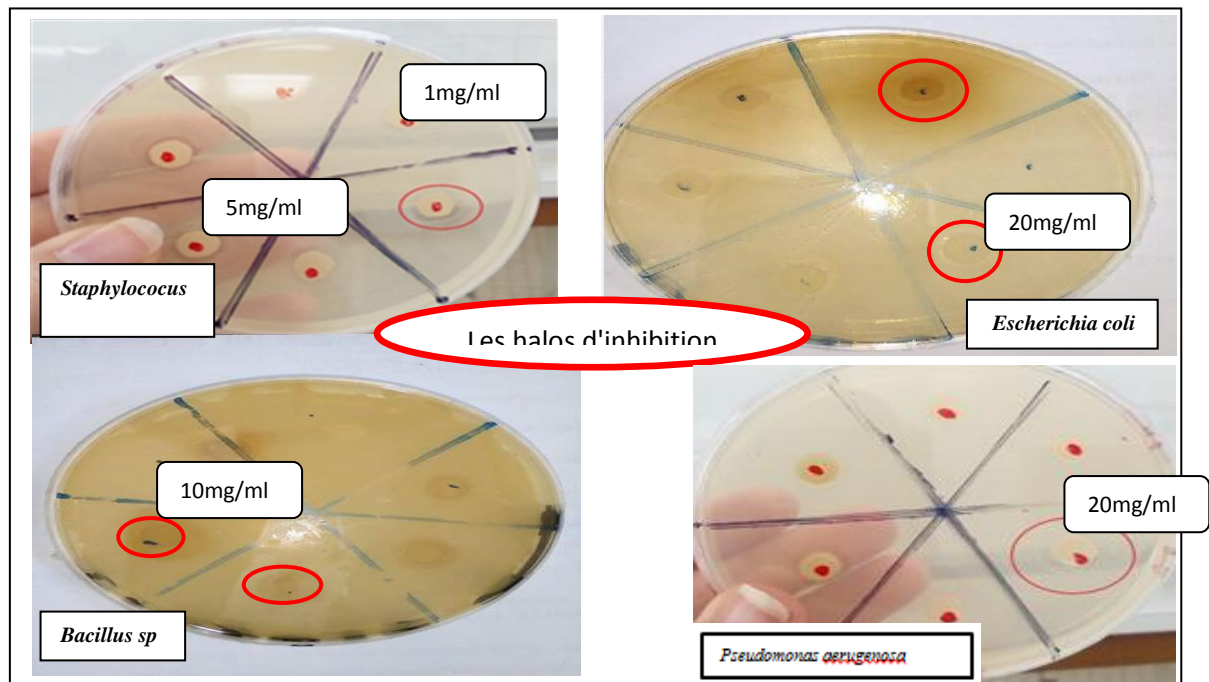 1mg/ml
5mg/ml
Staphylococus
20mg/ml
Escherichia coli
Les halos d'inhibition
10mg/ml
Bacillus sp
20mg/ml
Pseudomonas aerugenosa